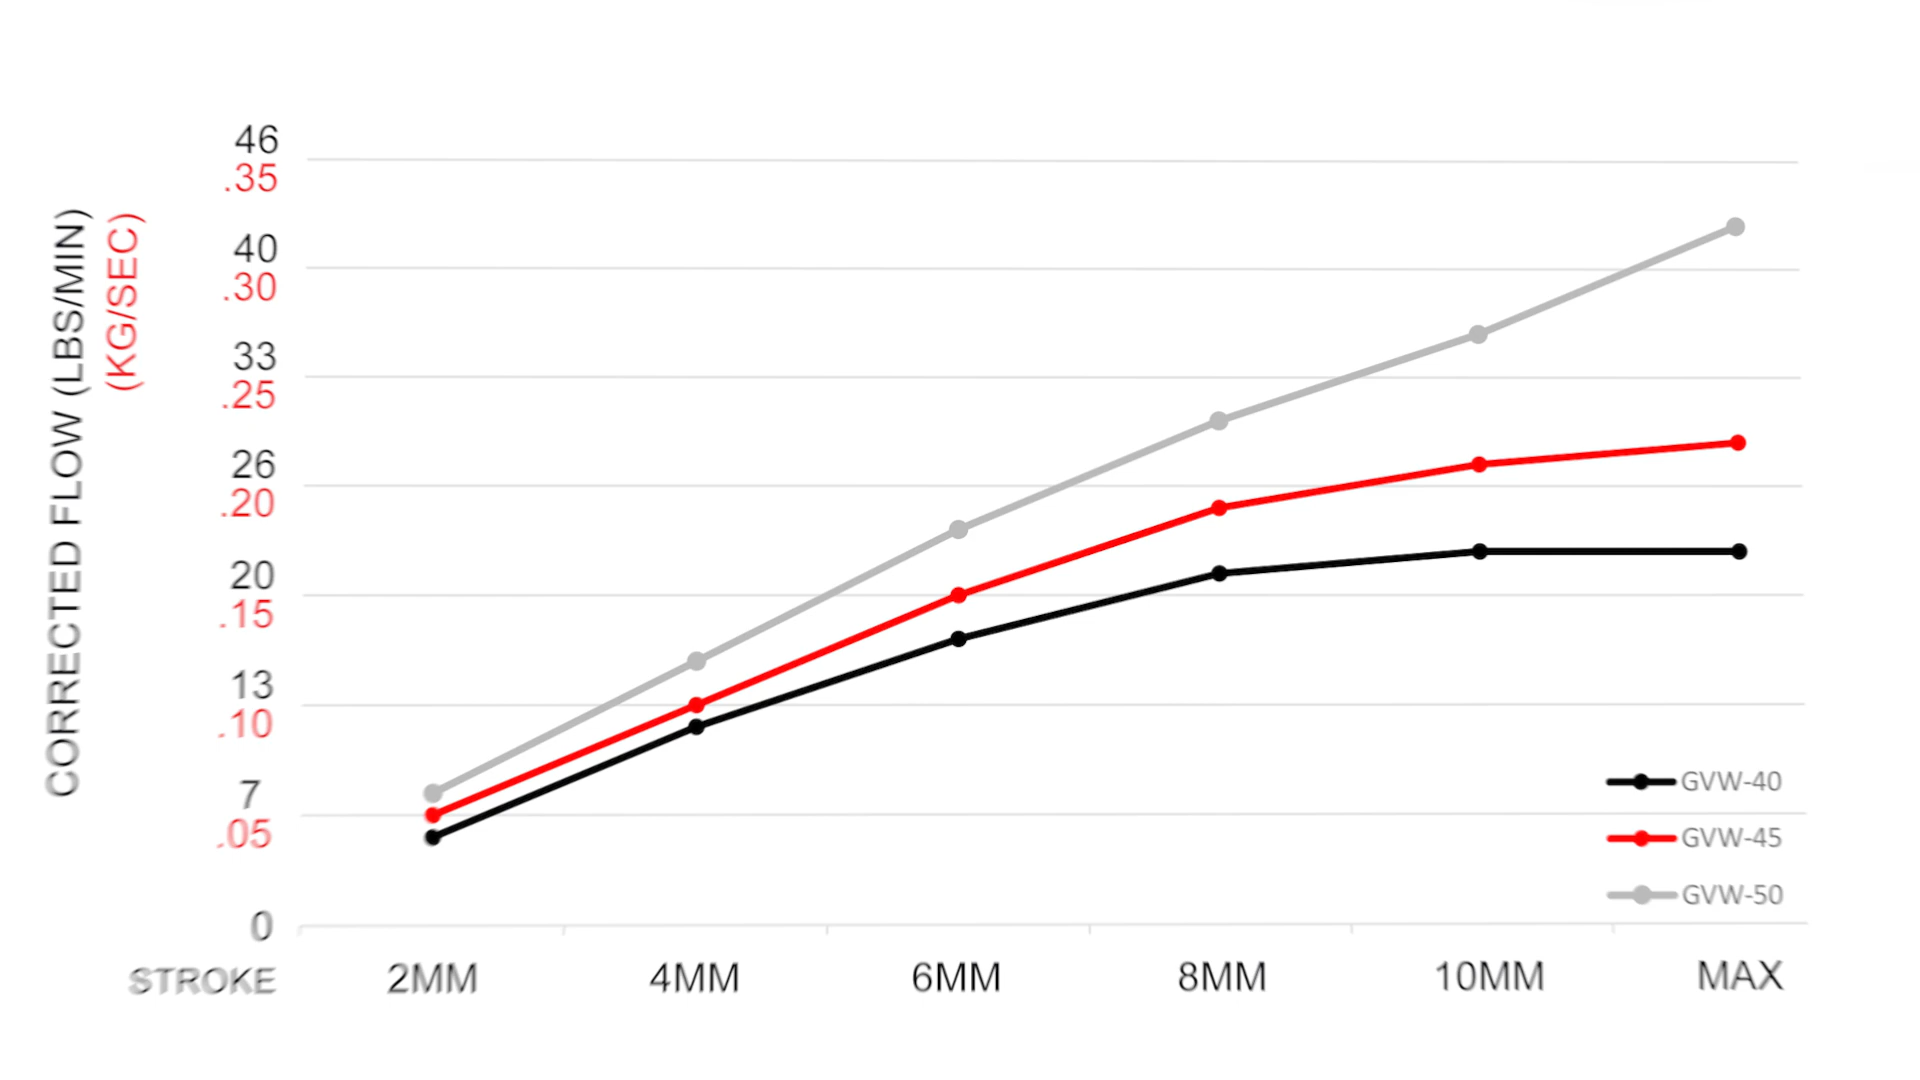 CORRECTED FLOW (LBS/MIN)
(KG/SEC)
46
.35
40
.30
33
.25
26
.20
20
.15
13
.10
7
.05
0
STROKE 2MM 4MM 6MM 8MM 10MM MAX
GVW-40
GVW-45
GVW-50